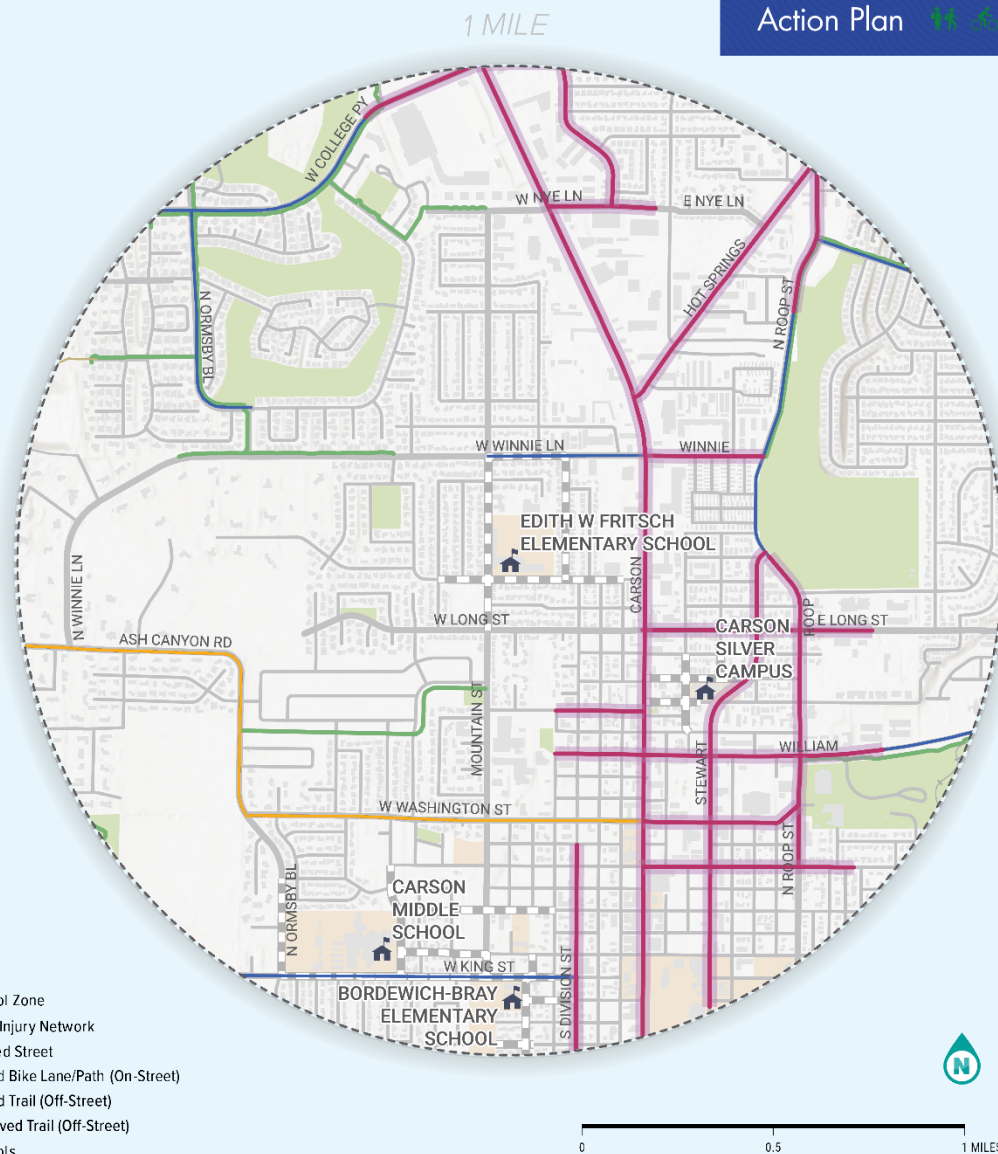 1 MILE
Action Plan
W COLLEGE PY
W NYE LN
E NYE LN
HOT SPRINGS
N ROOP ST
N ORMSBY BL
W WINNIE LN
WINNIE
EDITH W FRITSCH
ELEMENTARY SCHOOL
N WINNIE LN
CARSON
ROOP
W LONG ST
E LONG ST
ASH CANYON RD
CARSON
SILVER
CAMPUS
MOUNTAIN ST
STEWART
WILLIAM
W WASHINGTON ST
N ROOP ST
CARSON
MIDDLE
SCHOOL
N ORMSBY BL
W KING ST
S DIVISION ST
BORDEWICH-BRAY
ELEMENTARY
SCHOOL
ol Zone
Injury Network
ed Street
d Bike Lane/Path (On-Street)
d Trail (Off-Street)
ved Trail (Off-Street)
ols
N
0 0.5 1 MILES